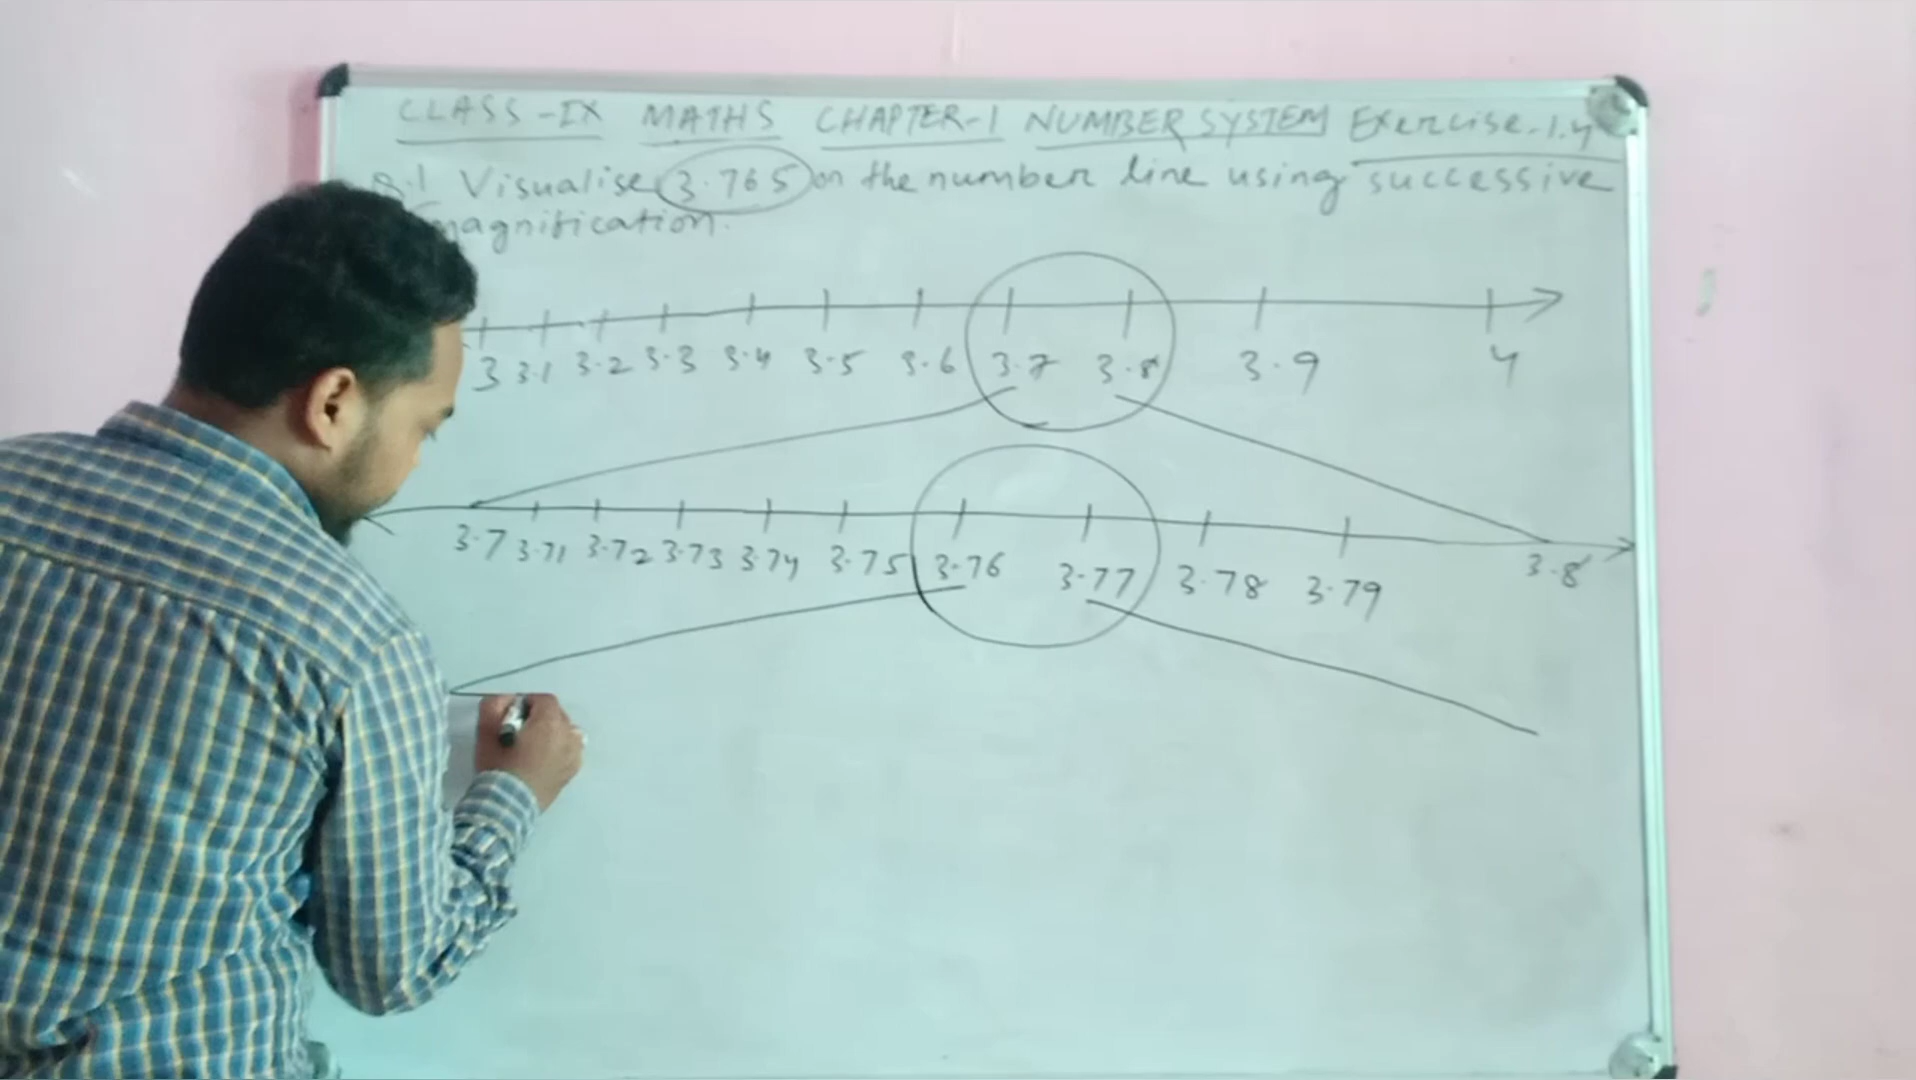 CLASS-IX MATHS CHAPTER-1 NUMBER SYSTEM Exercise-1.4
Q.1 Visualise 3.765 on the number line using successive
magnification.
3 3.1 3.2 3.3 3.4 3.5 3.6 3.7 3.8 3.9 4
3.7 3.71 3.72 3.73 3.74 3.75 3.76 3.77 3.78 3.79 3.8